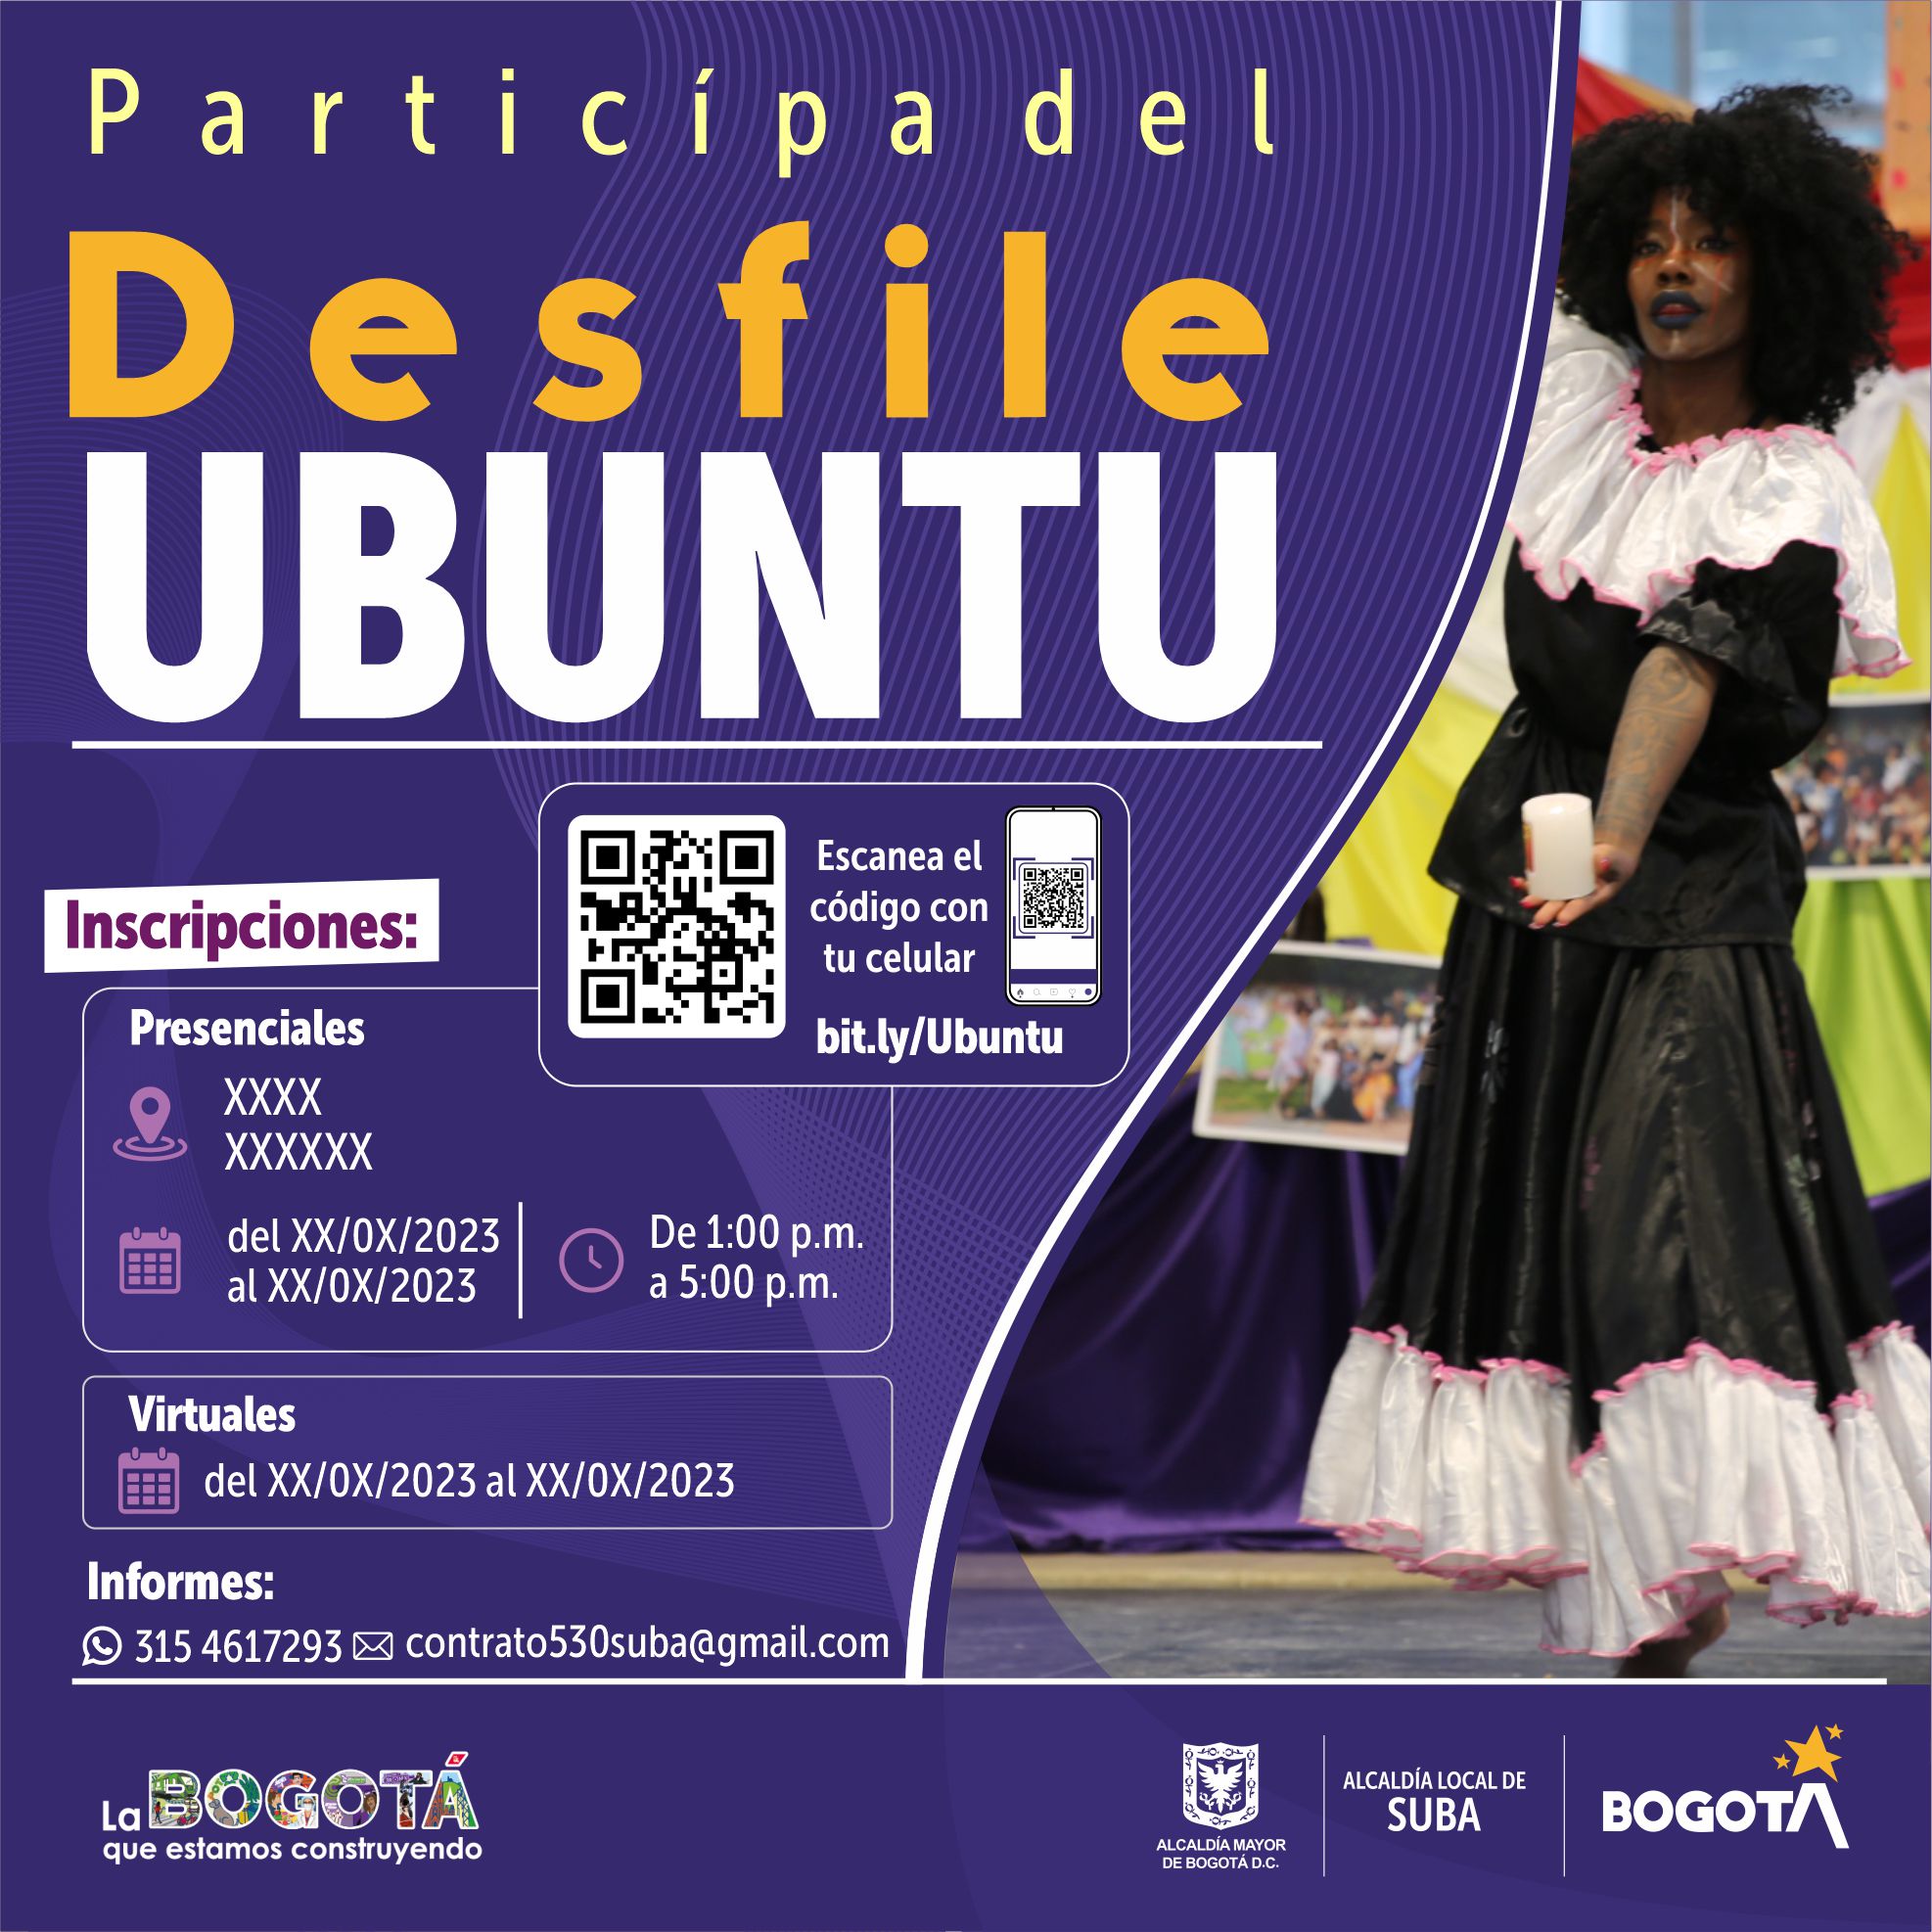 Partícipa del
Desfile
UBUNTU
Escanea el
código con
tu celular
bit.ly/Ubuntu
Inscripciones:
Presenciales
XXXX
XXXXXX
del XX/0X/2023
al XX/0X/2023
De 1:00 p.m.
a 5:00 p.m.
Virtuales
del XX/0X/2023 al XX/0X/2023
Informes:
315 4617293 contrato530suba@gmail.com
La BOGOTÁ
que estamos construyendo
ALCALDÍA MAYOR
DE BOGOTÁ D.C.
ALCALDÍA LOCAL DE
SUBA
BOGOTÁ